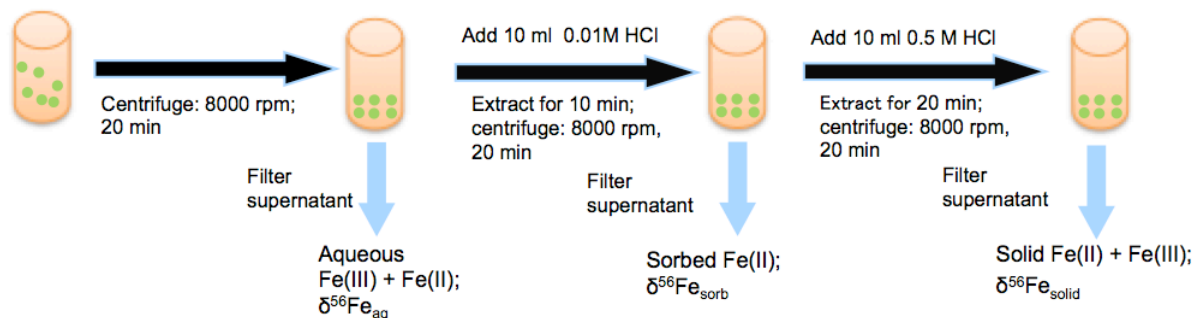 Centrifuge: 8000 rpm;
20 min
Filter
supernatant
Aqueous
Fe(III) + Fe(II);
δ⁵⁶Feaq
Add 10 ml 0.01M HCl
Extract for 10 min;
centrifuge: 8000 rpm,
20 min
Filter
supernatant
Sorbed Fe(II);
δ⁵⁶Fesorb
Add 10 ml 0.5 M HCl
Extract for 20 min;
centrifuge: 8000 rpm,
20 min
Filter
supernatant
Solid Fe(II) + Fe(III);
δ⁵⁶Fesolid